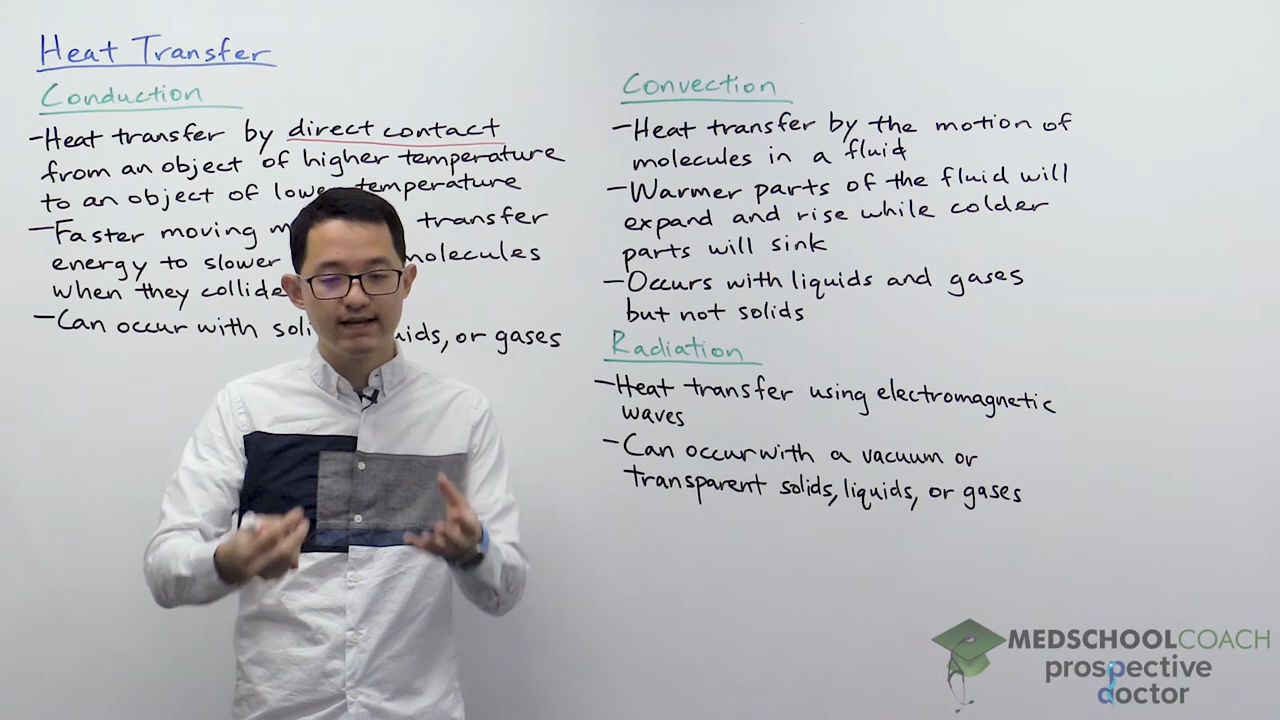 Heat Transfer
Conduction
-Heat transfer by direct contact
from an object of higher temperature
to an object of lower temperature
-Faster moving transfer
energy to slower molecules
when they collide
-Can occur with or gases
Convection
-Heat transfer by the motion of
molecules in a fluid
-Warmer parts of the fluid will
expand and rise while colder
parts will sink
-Occurs with liquids and gases
but not solids
Radiation
-Heat transfer using electromagnetic
waves
-Can occur with a vacuum or
transparent solids, liquids, or gases
MEDSCHOOLCOACH
prospective
doctor